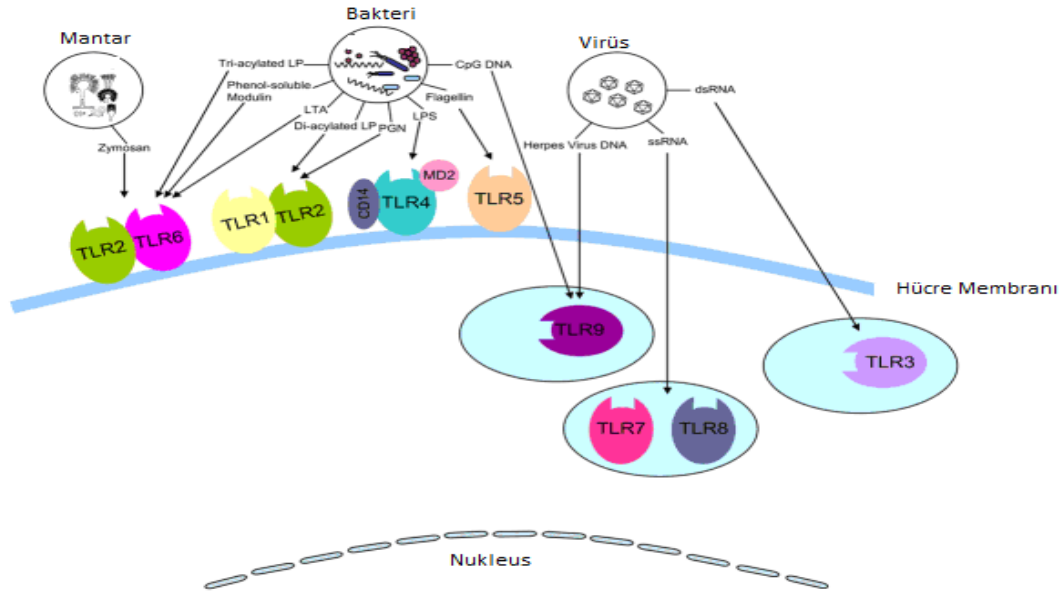 Bakteri
Mantar
Virüs
Tri-acylated LP
CpG DNA
Phenol-soluble
Modulin
dsRNA
Flagellin
LTA
LPS
Di-acylated LP
PGN
Zymosan
Herpes Virus DNA
ssRNA
MD2
CD14
TLR4
TLR5
TLR1
TLR2
TLR2
TLR6
Hücre Membranı
TLR9
TLR3
TLR7
TLR8
Nukleus